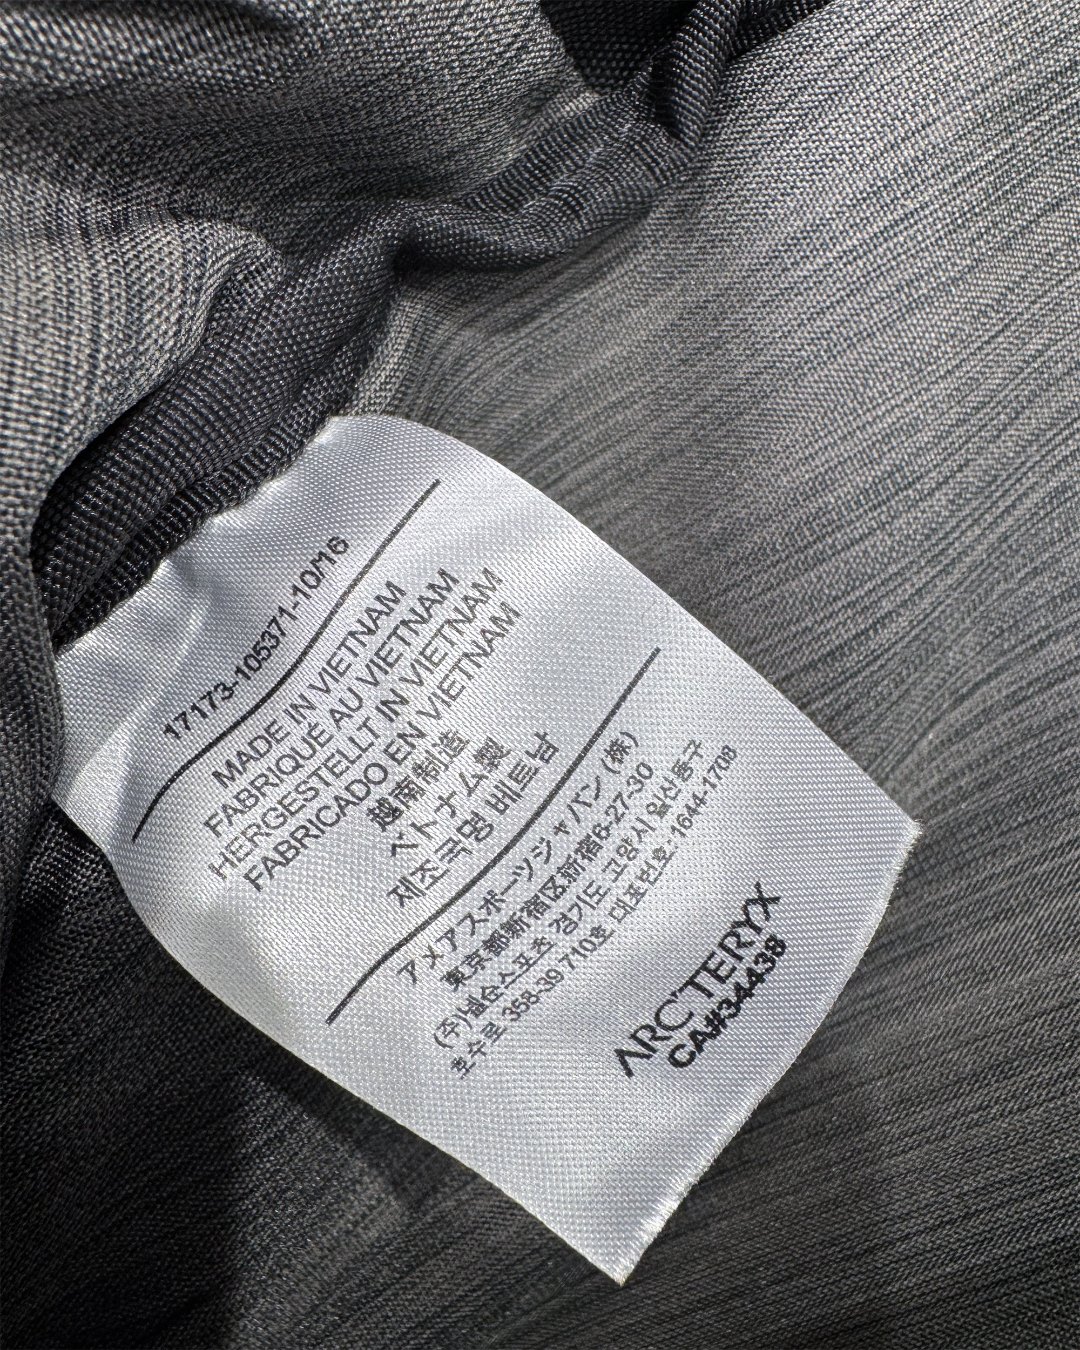 17173-105371-10/16
MADE IN VIETNAM
FABRIQUÉ AU VIETNAM
HERGESTELLT IN VIETNAM
FABRICADO EN VIETNAM
越南制造
ベトナム製
제조국명 베트남
アメアスポーツジャパン (株)
東京都新宿区新宿6-27-30
(주)넬슨스포츠 경기도 고양시 일산동구
호수로 358-39 710호 대표번호: 1644-1708
ARC'TERYX
CA#34438